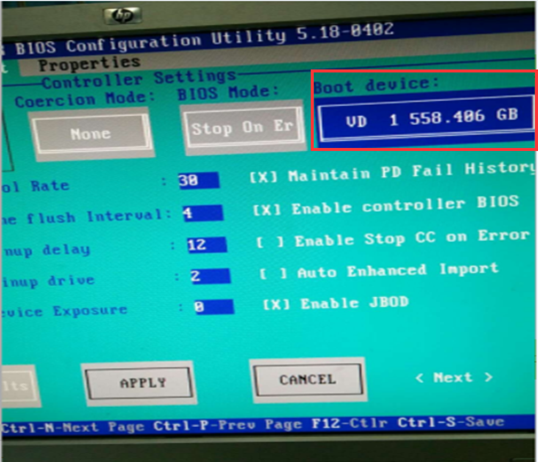 hp
BIOS Configuration Utility 5.18-0402
Properties
Controller Settings
Coercion Mode: BIOS Mode: Boot device:
None Stop On Er VD 1 558.406 GB
Rate : 30 [X] Maintain PD Fail History
flush Interval: 4 [X] Enable controller BIOS
delay : 12 [ ] Enable Stop CC on Error
drive : 2 [ ] Auto Enhanced Import
Exposure : 0 [X] Enable JBOD
APPLY CANCEL < Next >
Ctrl-N-Next Page Ctrl-P-Prev Page F12-Ctlr Ctrl-S-Save